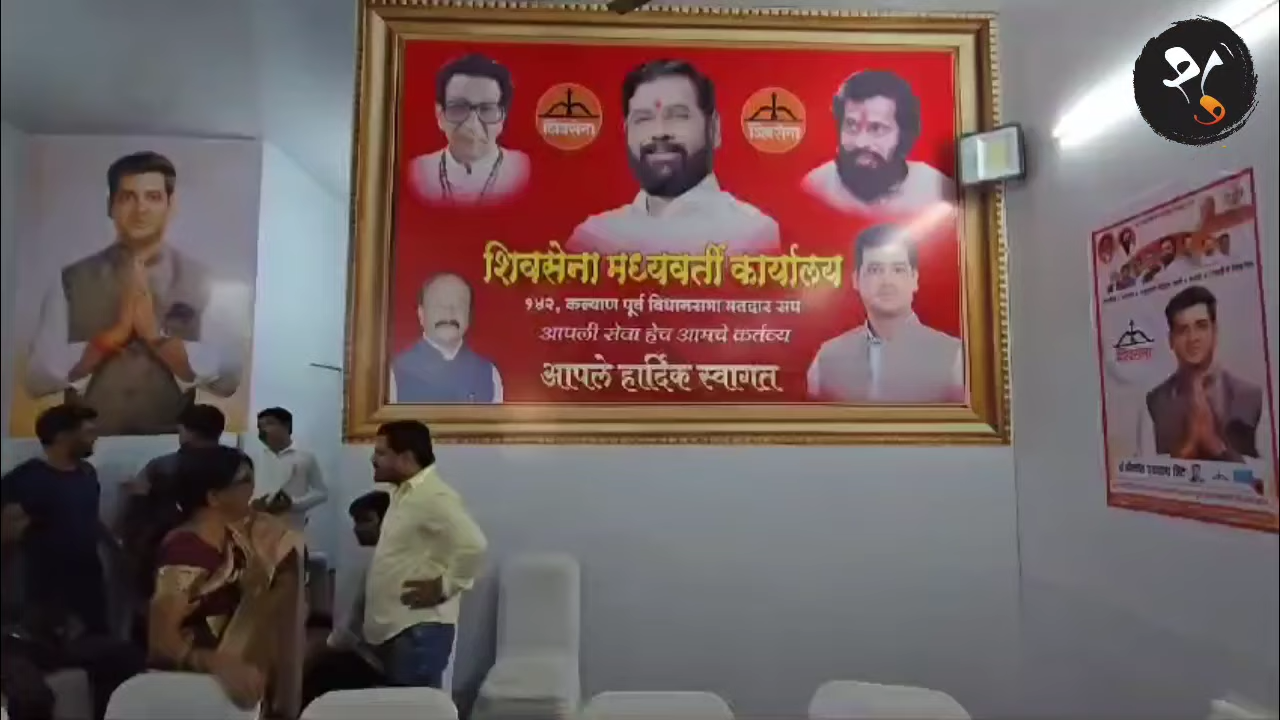 शिवसेना
शिवसेना
शिवसेना मध्यवर्ती कार्यालय
१४२, कल्याण पूर्व विधानसभा मतदार संघ
आपली सेवा हेच आमचे कर्तव्य
आपले हार्दिक स्वागत
शिवसेना